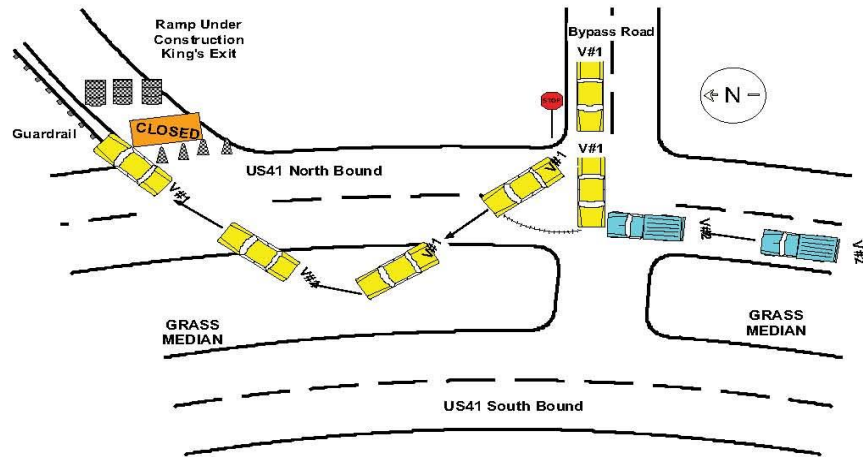 Ramp Under
Construction
King's Exit
Bypass Road
V#1
STOP
N
Guardrail
CLOSED
V#1
V#1
US41 North Bound
V#1
V#1
V#1
V#2
V#2
GRASS
MEDIAN
GRASS
MEDIAN
US41 South Bound